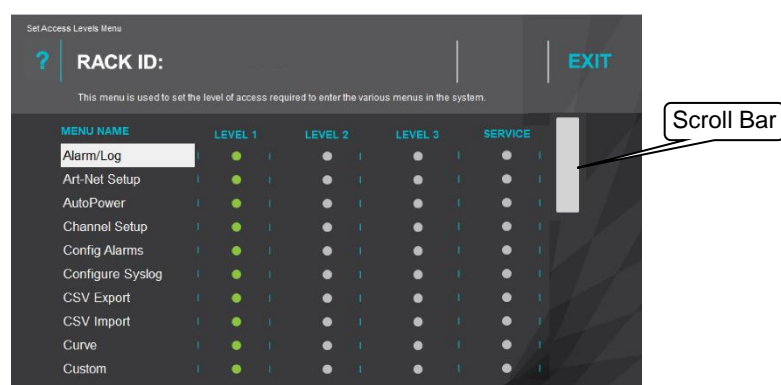 Set Access Levels Menu
? RACK ID: EXIT
This menu is used to set the level of access required to enter the various menus in the system.
MENU NAME LEVEL 1 LEVEL 2 LEVEL 3 SERVICE
Scroll Bar
Alarm/Log
Art-Net Setup
AutoPower
Channel Setup
Config Alarms
Configure Syslog
CSV Export
CSV Import
Curve
Custom